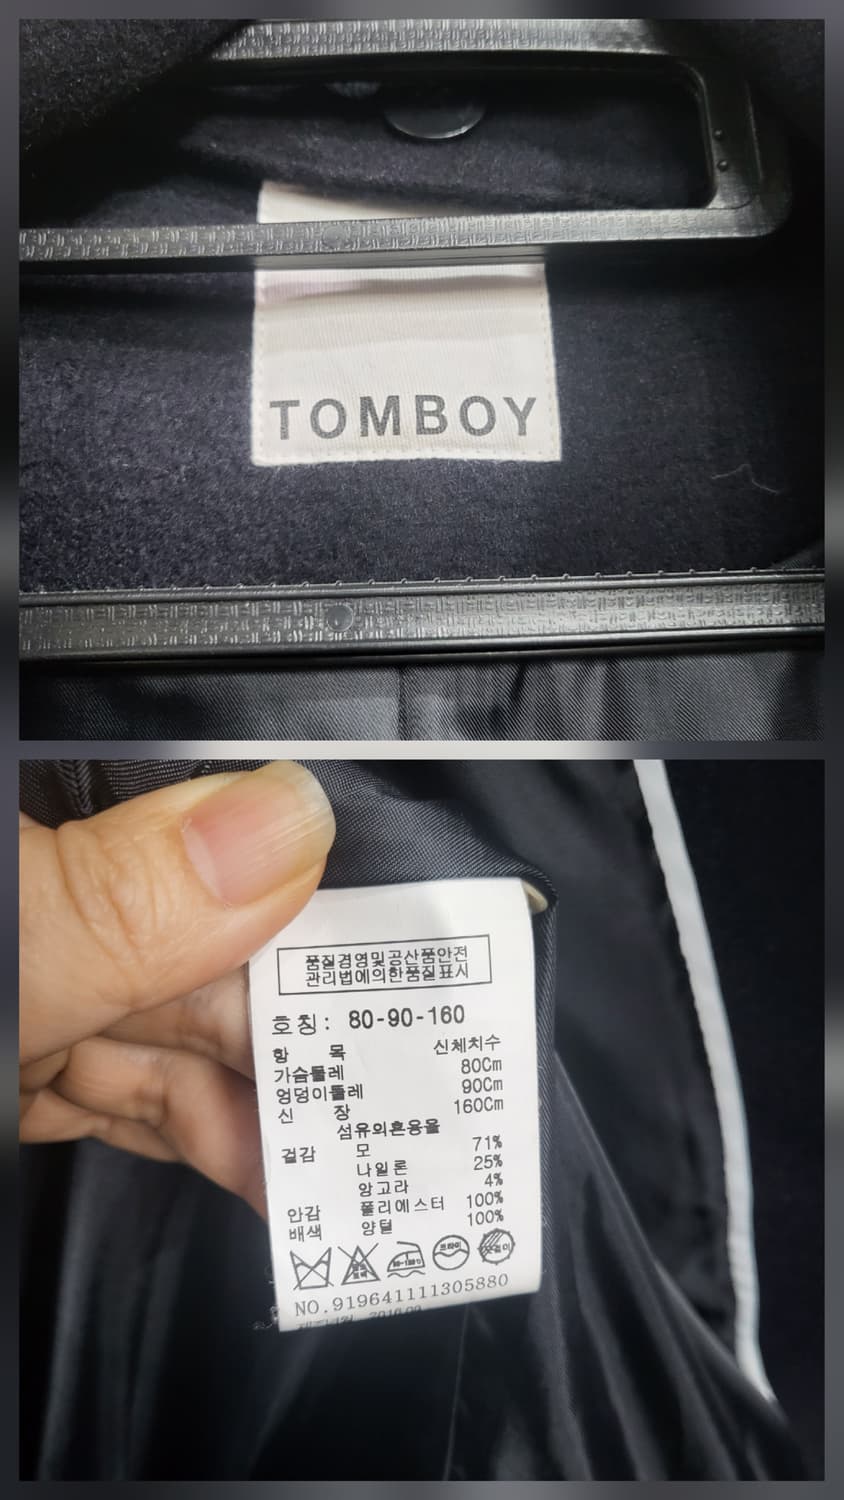 TOMBOY
품질경영및공산품안전
관리법에의한품질표시
호칭: 80-90-160
항 목 신체치수
가슴둘레 80Cm
엉덩이둘레 90Cm
신 장 160Cm
섬유의혼용율
겉감 모 71%
나일론 25%
앙고라 4%
안감 폴리에스터 100%
배색 양털 100%
드라이
NO.919641111305880